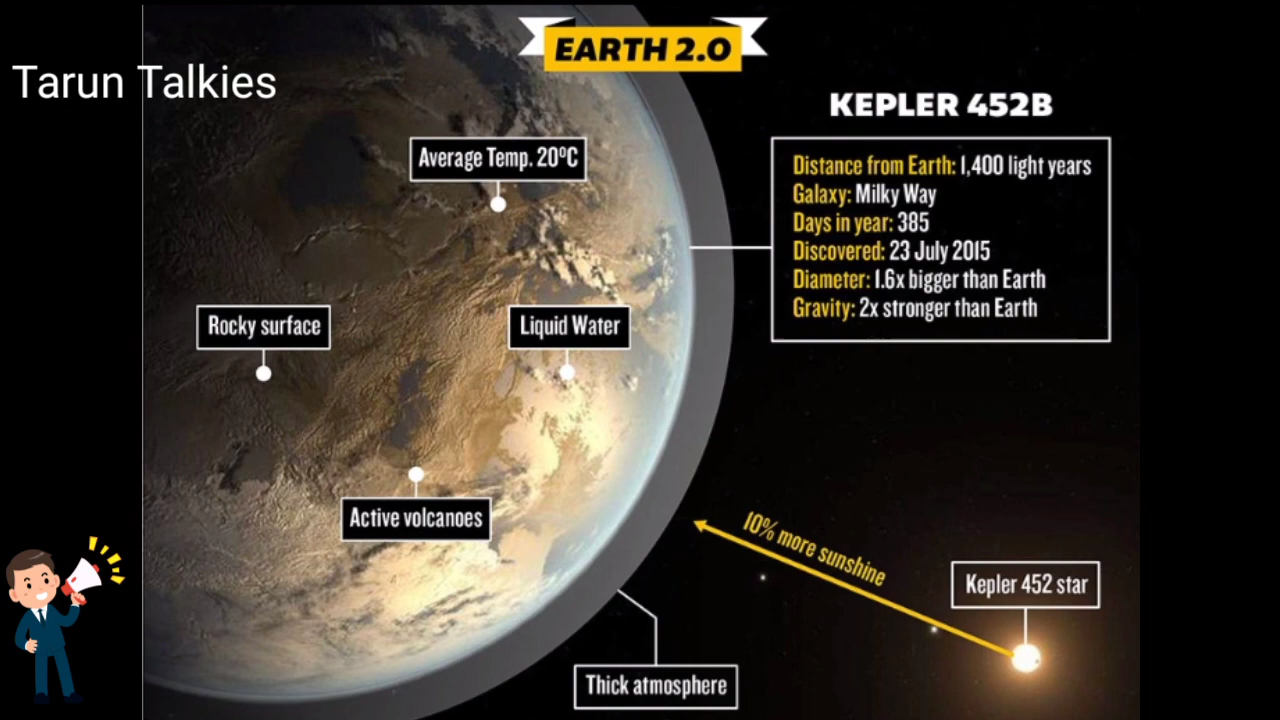 EARTH 2.0
Tarun Talkies
KEPLER 452B
Average Temp. 20ºC
Distance from Earth: 1,400 light years
Galaxy: Milky Way
Days in year: 385
Discovered: 23 July 2015
Diameter: 1.6x bigger than Earth
Gravity: 2x stronger than Earth
Rocky surface
Liquid Water
Active volcanoes
10% more sunshine
Kepler 452 star
Thick atmosphere